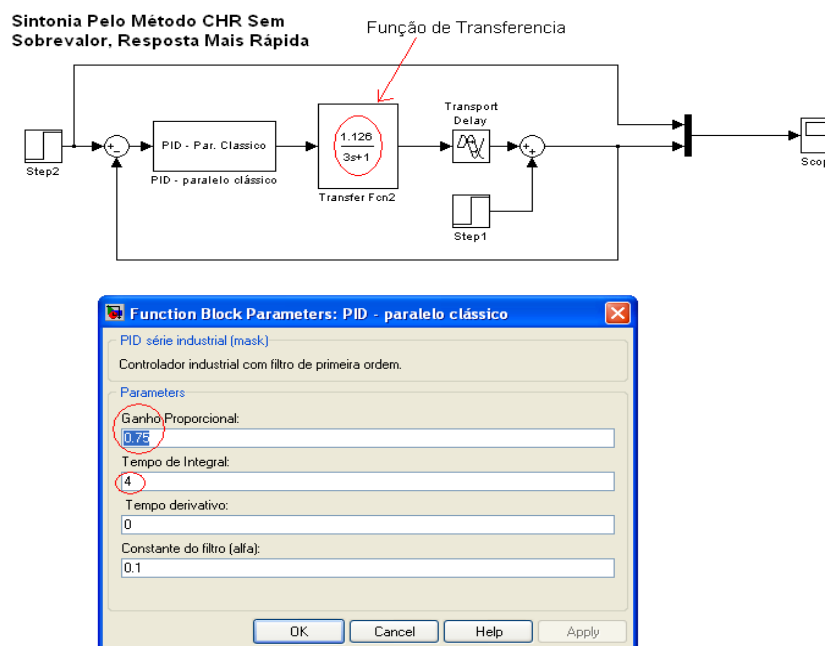 Sintonia Pelo Método CHR Sem
Sobrevalor, Resposta Mais Rápida
Função de Transferencia
Transport
Delay
1.126
3s+1
PID - Par. Classico
Step2
PID - paralelo clássico
Transfer Fcn2
Step1
Function Block Parameters: PID - paralelo clássico
PID série industrial (mask)
Controlador industrial com filtro de primeira ordem.
Parameters
Ganho Proporcional:
0.75
Tempo de Integral:
4
Tempo derivativo:
0
Constante do filtro (alfa):
0.1
OK
Cancel
Help
Apply